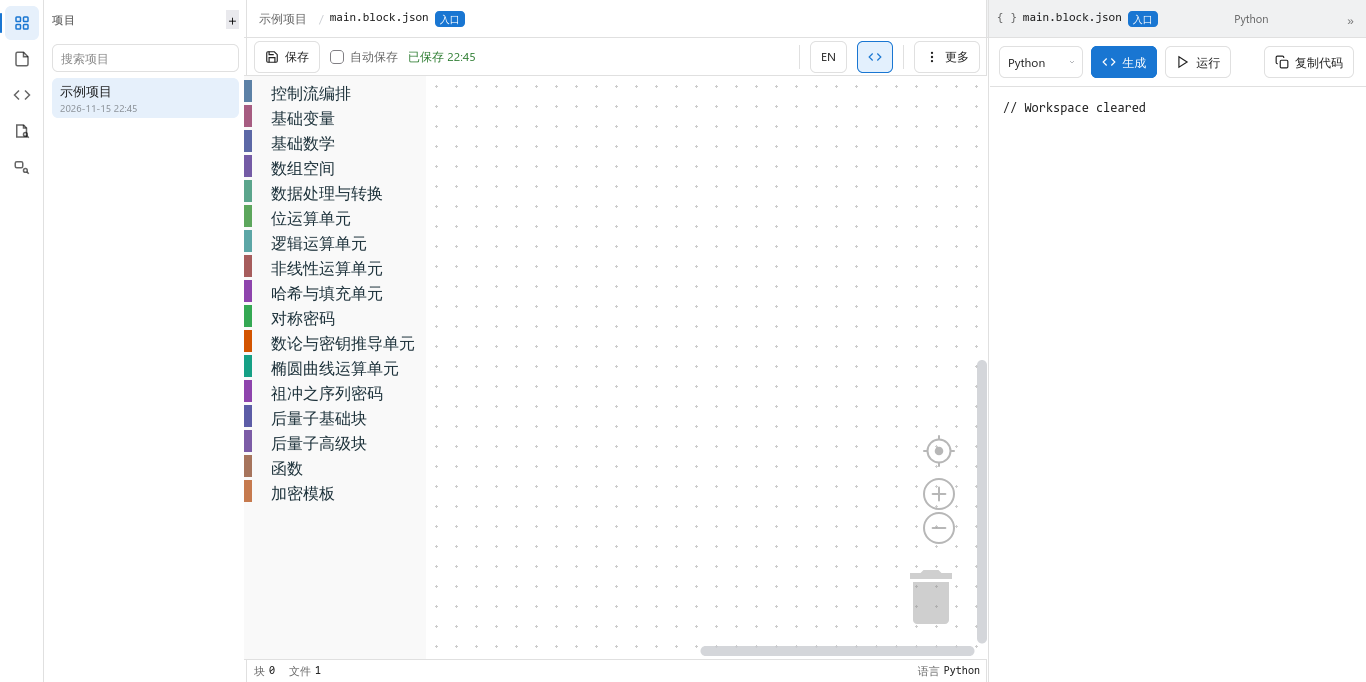 项目
+
搜索项目
示例项目
2026-11-15 22:45
示例项目 / main.block.json 入口
保存 自动保存 已保存 22:45 EN 更多
控制流编排
基础变量
基础数学
数组空间
数据处理与转换
位运算单元
逻辑运算单元
非线性运算单元
哈希与填充单元
对称密码
数论与密钥推导单元
椭圆曲线运算单元
祖冲之序列密码
后量子基础块
后量子高级块
函数
加密模板
块 0 文件 1 语言 Python
{ } main.block.json 入口 Python »
Python 生成 运行 复制代码
// Workspace cleared